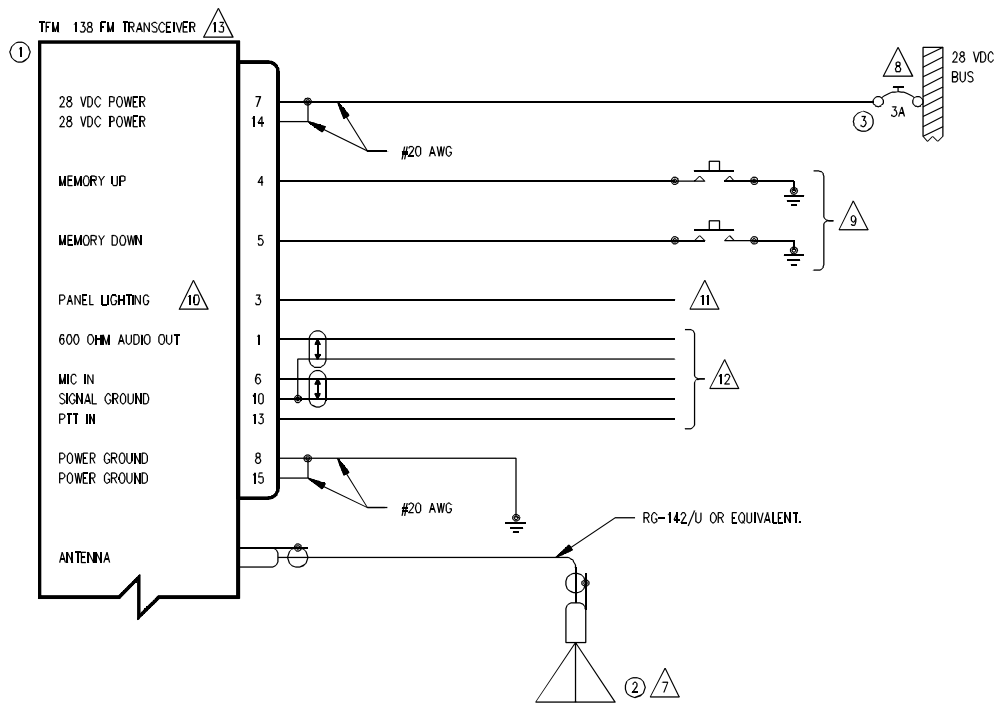 TFM 138 FM TRANSCEIVER 13
1
28 VDC POWER 7
28 VDC POWER 14
#20 AWG
8
28 VDC
BUS
3
3A
MEMORY UP 4
MEMORY DOWN 5
9
PANEL LIGHTING 10 3
11
600 OHM AUDIO OUT 1
MIC IN 6
SIGNAL GROUND 10
PTT IN 13
12
POWER GROUND 8
POWER GROUND 15
#20 AWG
RG-142/U OR EQUIVALENT.
ANTENNA
2 7